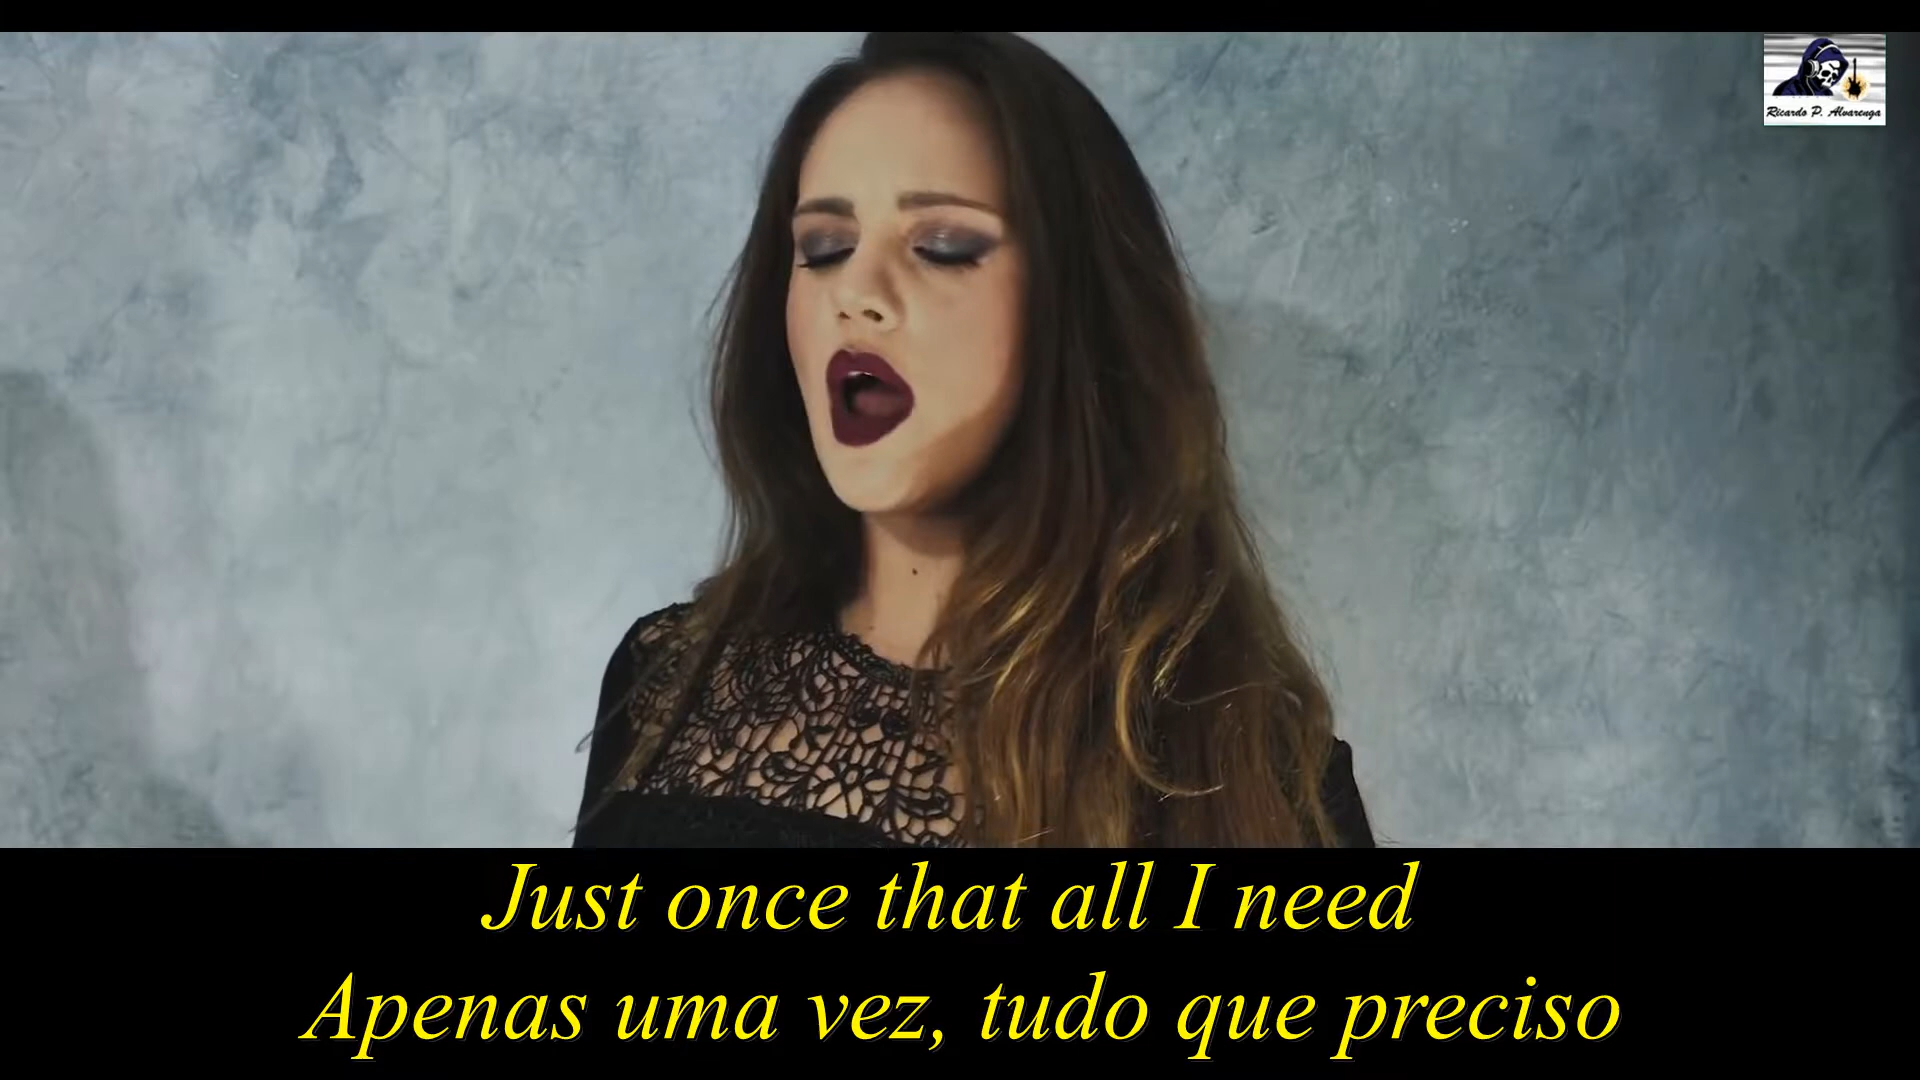 Ricardo P. Alvarenga
Just once that all I need
Apenas uma vez, tudo que preciso